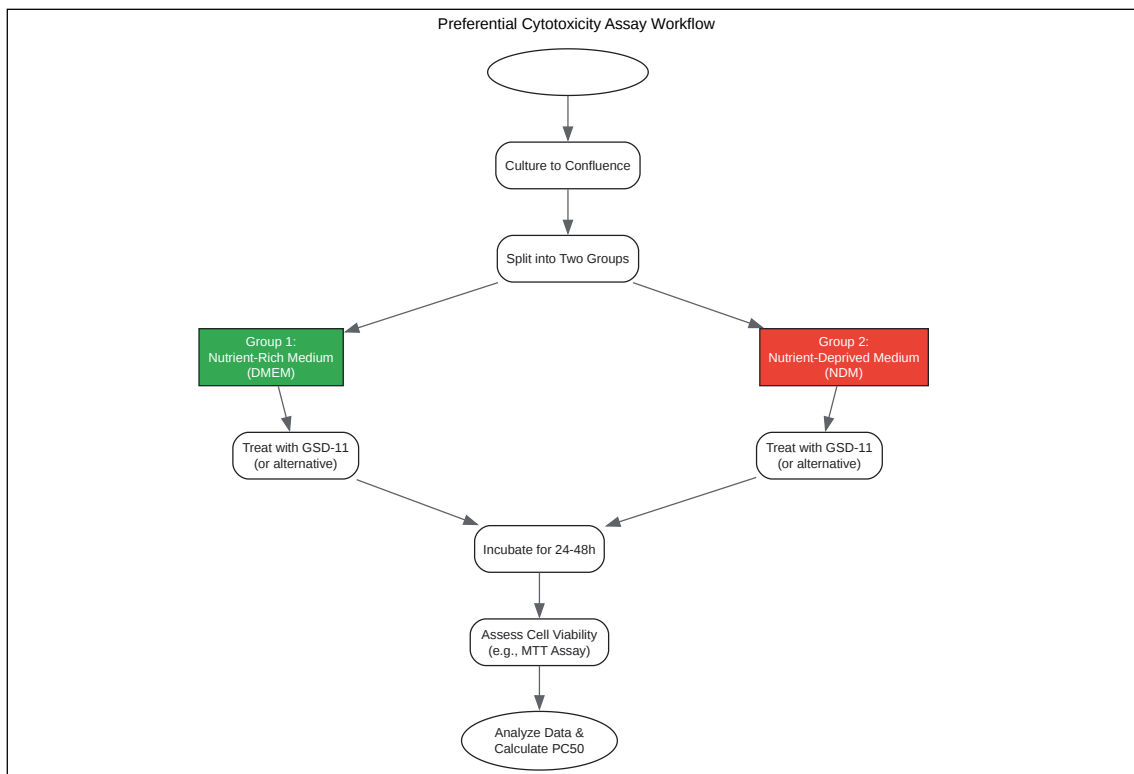 Preferential Cytotoxicity Assay Workflow
Culture to Confluence
Split into Two Groups
Group 1:
Nutrient-Rich Medium
(DMEM)
Group 2:
Nutrient-Deprived Medium
(NDM)
Treat with GSD-11
(or alternative)
Treat with GSD-11
(or alternative)
Incubate for 24-48h
Assess Cell Viability
(e.g., MTT Assay)
Analyze Data &
Calculate PC50